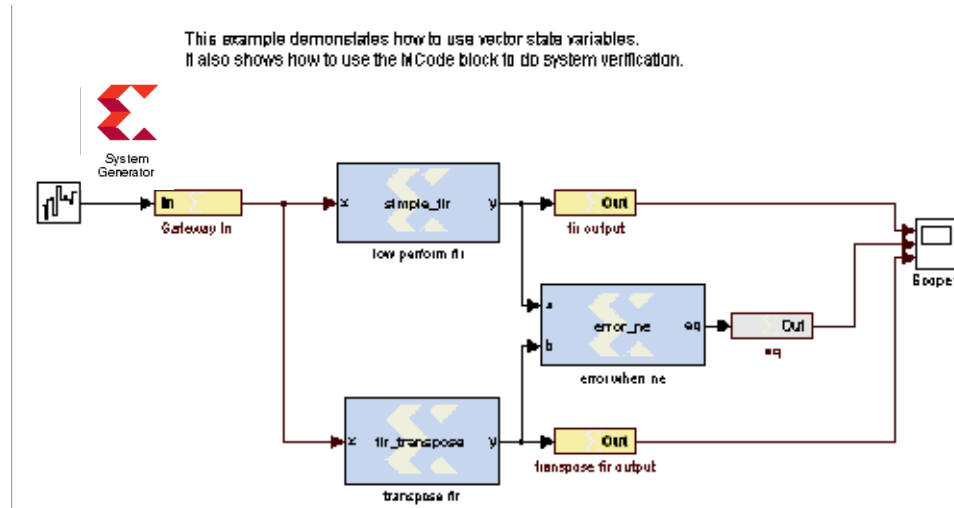 This example demonstates how to use vector state variables.
It also shows how to use the MCode block to do system verification.
System
Generator
In
Gateway In
x
simple_fir
y
low perform fir
Out
fir output
Scope
a
b
error_ne
eq
error when ne
Out
eq
x
fir_transpose
y
transpose fir
Out
transpose fir output